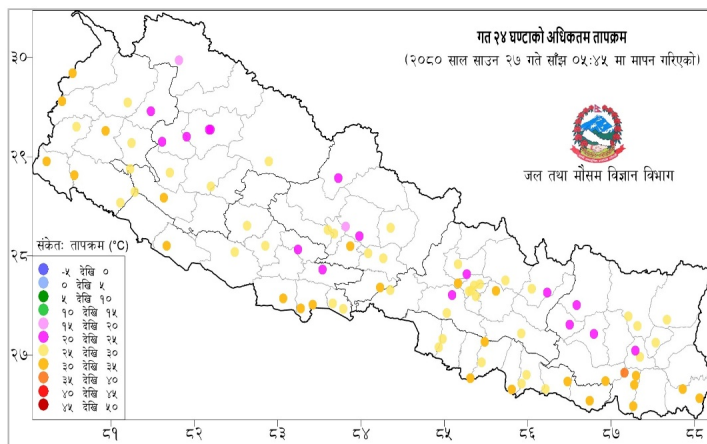 गत २४ घण्टाको अधिकतम तापक्रम
(२०८० साल साउन २७ गते साँझ ०५:४५ मा मापन गरिएको)
जल तथा मौसम विज्ञान विभाग
३०
२९
२८
२७
संकेतः तापक्रम (°C)
-५ देखि ०
० देखि ५
५ देखि १०
१० देखि १५
१५ देखि २०
२० देखि २५
२५ देखि ३०
३० देखि ३५
३५ देखि ४०
४० देखि ४५
४५ देखि ५०
८१ ८२ ८३ ८४ ८५ ८६ ८७ ८८